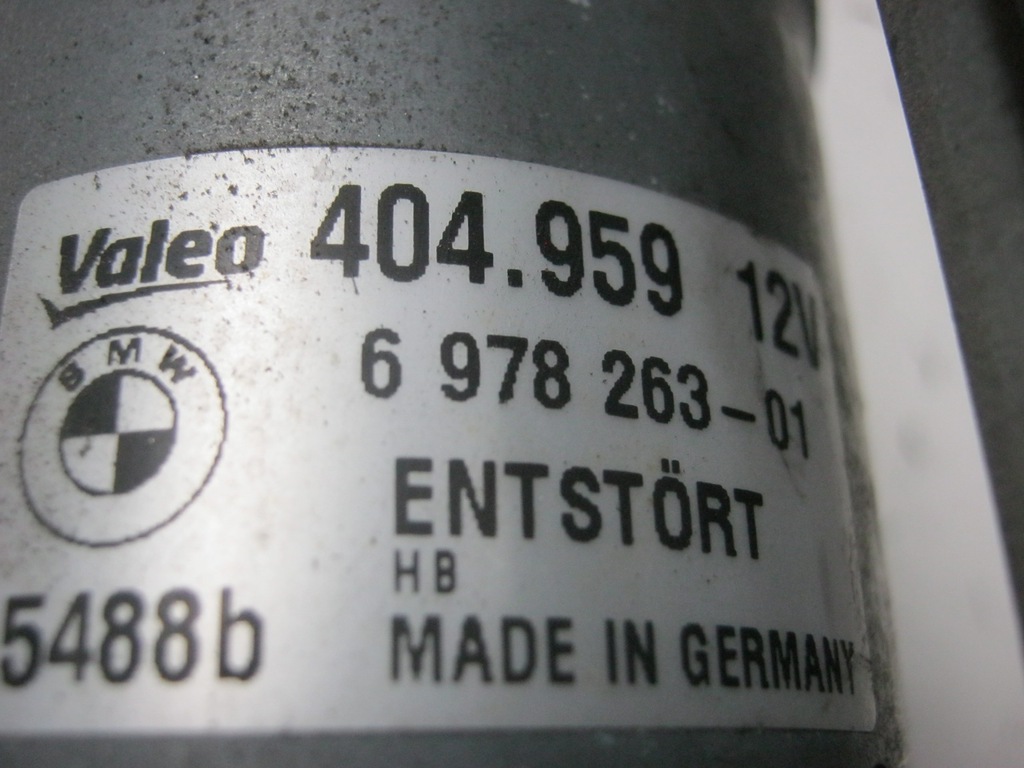 Valeo 404.959 12V
BMW 6 978 263-01
ENTSTÖRT
HB
5488b MADE IN GERMANY